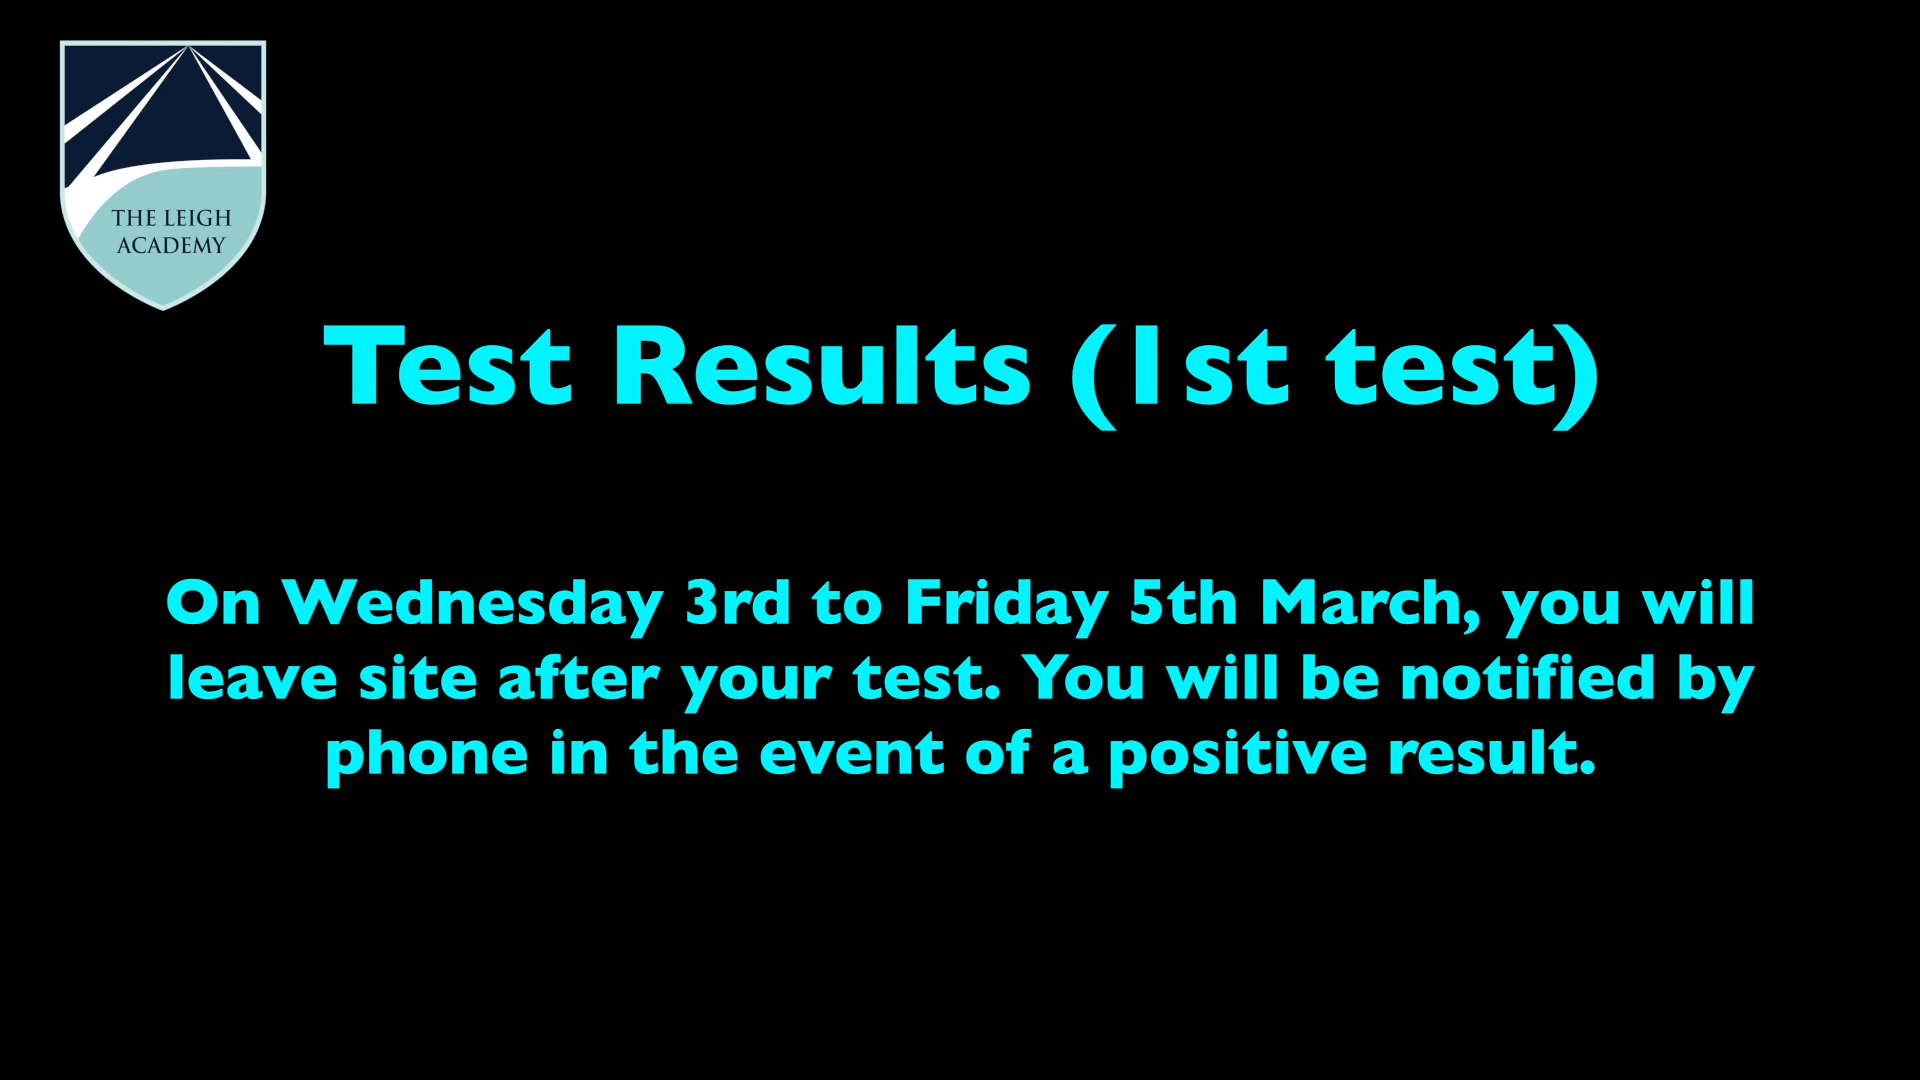 THE LEIGH
ACADEMY
Test Results (1st test)
On Wednesday 3rd to Friday 5th March, you will
leave site after your test. You will be notified by
phone in the event of a positive result.